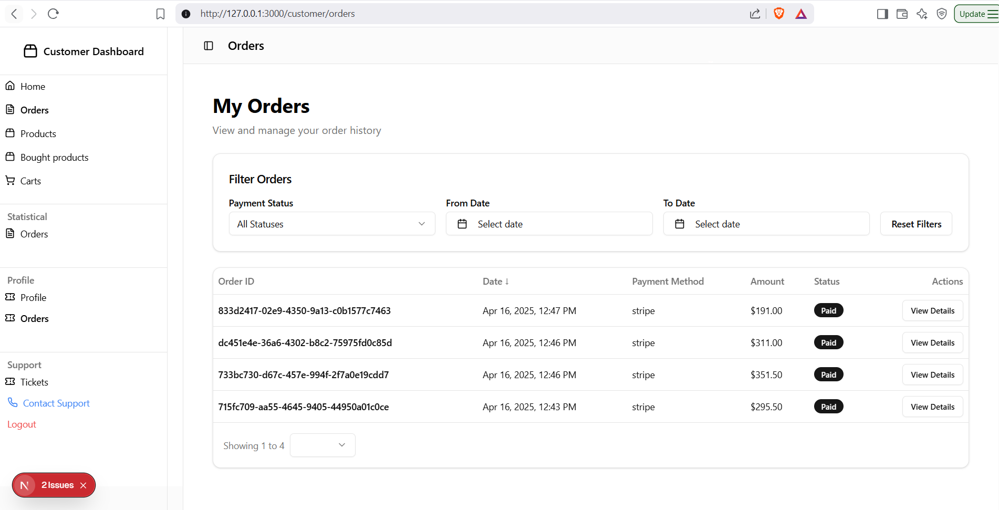 http://127.0.0.1:3000/customer/orders
Update
Customer Dashboard
Home
Orders
Products
Bought products
Carts
Statistical
Orders
Profile
Profile
Orders
Support
Tickets
Contact Support
Logout
N 2 Issues
Orders
My Orders
View and manage your order history
Filter Orders
Payment Status From Date To Date
All Statuses Select date Select date Reset Filters
Order ID Date ↓ Payment Method Amount Status Actions
833d2417-02e9-4350-9a13-c0b1577c7463 Apr 16, 2025, 12:47 PM stripe $191.00 Paid View Details
dc451e4e-36a6-4302-b8c2-75975fd0c85d Apr 16, 2025, 12:46 PM stripe $311.00 Paid View Details
733bc730-d67c-457e-994f-2f7a0e19cdd7 Apr 16, 2025, 12:46 PM stripe $351.50 Paid View Details
715fc709-aa55-4645-9405-44950a01c0ce Apr 16, 2025, 12:43 PM stripe $295.50 Paid View Details
Showing 1 to 4